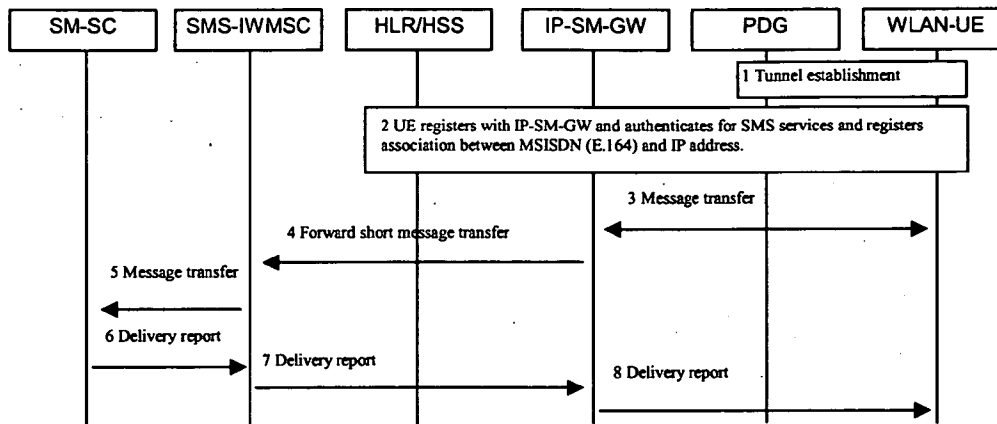 SM-SC
SMS-IWMSC
HLR/HSS
IP-SM-GW
PDG
WLAN-UE
1 Tunnel establishment
2 UE registers with IP-SM-GW and authenticates for SMS services and registers
association between MSISDN (E.164) and IP address.
3 Message transfer
4 Forward short message transfer
5 Message transfer
6 Delivery report
7 Delivery report
8 Delivery report